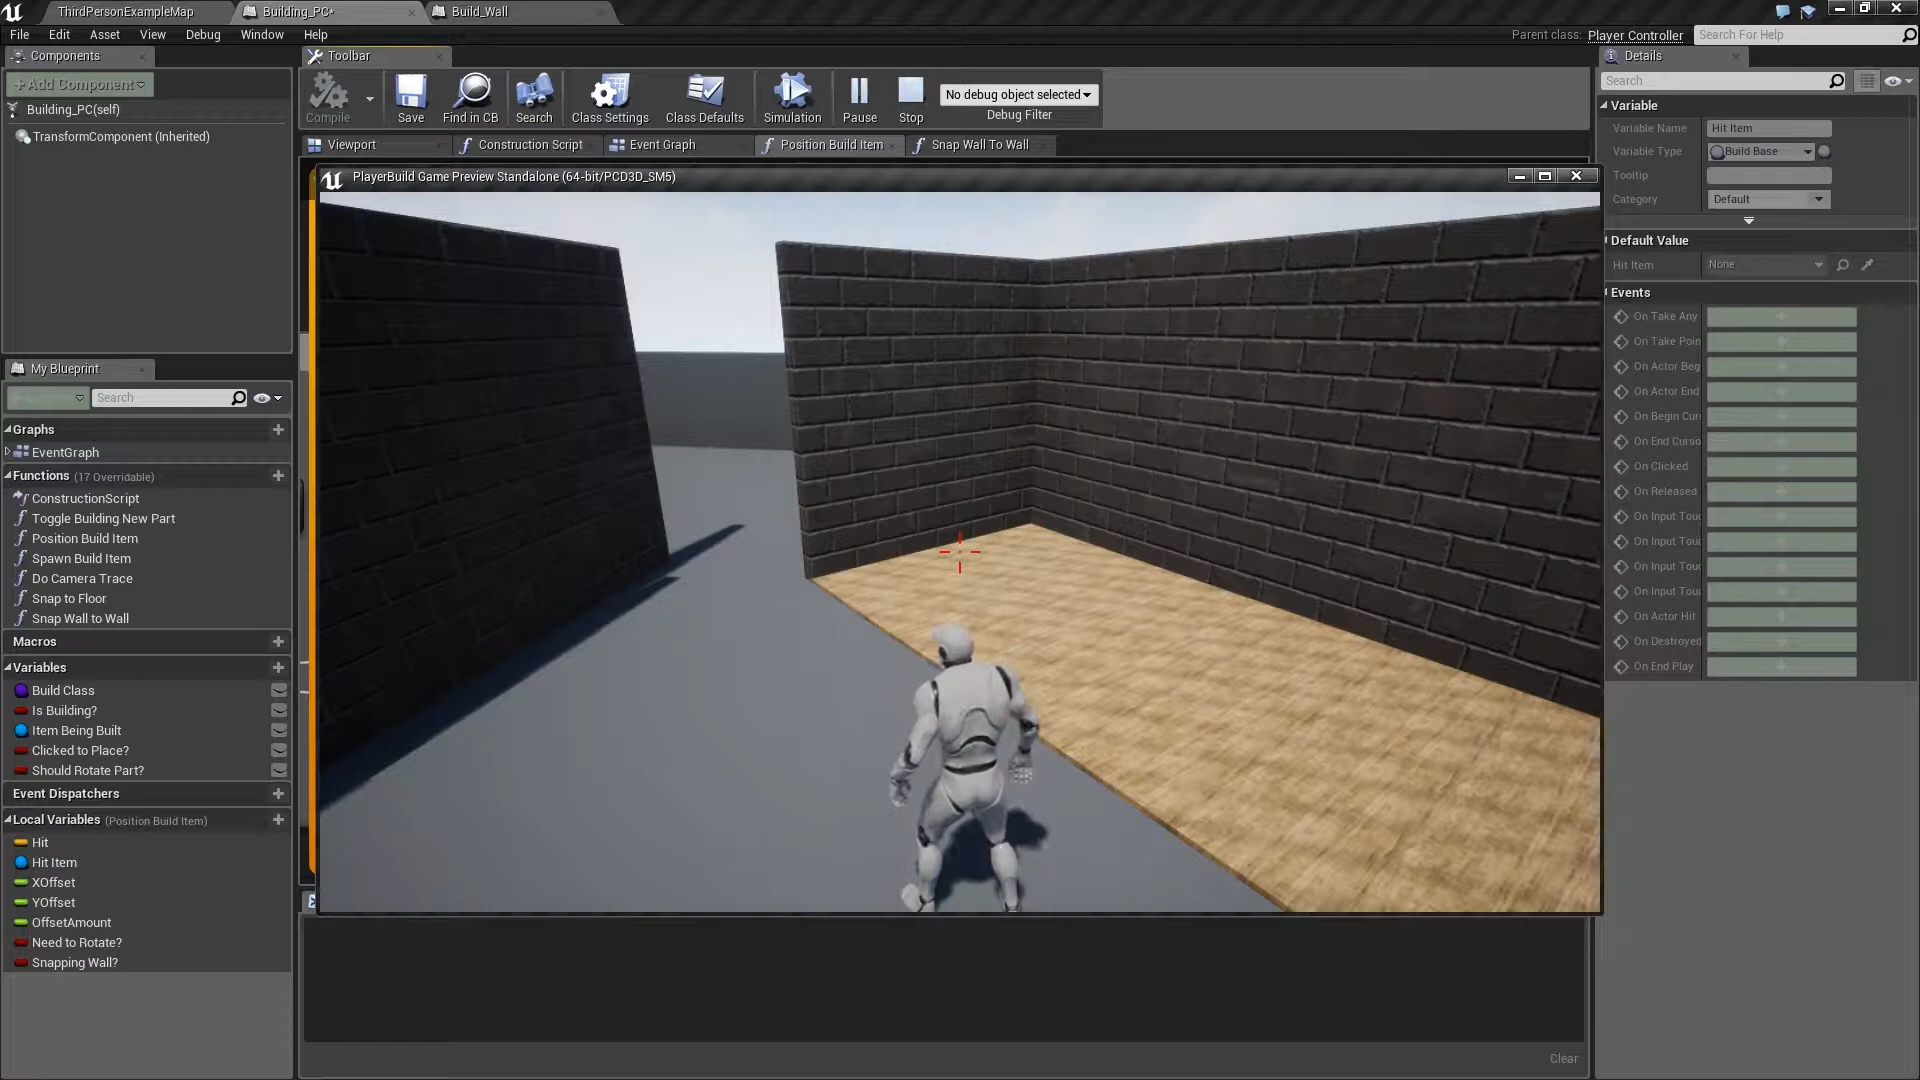 ThirdPersonExampleMap
Building_PC*
Build_Wall
File Edit Asset View Debug Window Help
Parent class: Player Controller
Search For Help
Components
+Add Component
Building_PC(self)
TransformComponent (Inherited)
Toolbar
Compile
Save
Find in CB
Search
Class Settings
Class Defaults
Simulation
Pause
Stop
No debug object selected
Debug Filter
Viewport
Construction Script
Event Graph
Position Build Item
Snap Wall To Wall
PlayerBuild Game Preview Standalone (64-bit/PCD3D_SM5)
My Blueprint
Search
Graphs
EventGraph
Functions (17 Overridable)
ConstructionScript
Toggle Building New Part
Position Build Item
Spawn Build Item
Do Camera Trace
Snap to Floor
Snap Wall to Wall
Macros
Variables
Build Class
Is Building?
Item Being Built
Clicked to Place?
Should Rotate Part?
Event Dispatchers
Local Variables (Position Build Item)
Hit
Hit Item
XOffset
YOffset
OffsetAmount
Need to Rotate?
Snapping Wall?
Clear
Details
Search
Variable
Variable Name Hit Item
Variable Type Build Base
Tooltip
Category Default
Default Value
Hit Item None
Events
On Take Any
On Take Poin
On Actor Beg
On Actor End
On Begin Cur
On End Curso
On Clicked
On Released
On Input Touc
On Input Touc
On Input Touc
On Input Touc
On Actor Hit
On Destroyed
On End Play